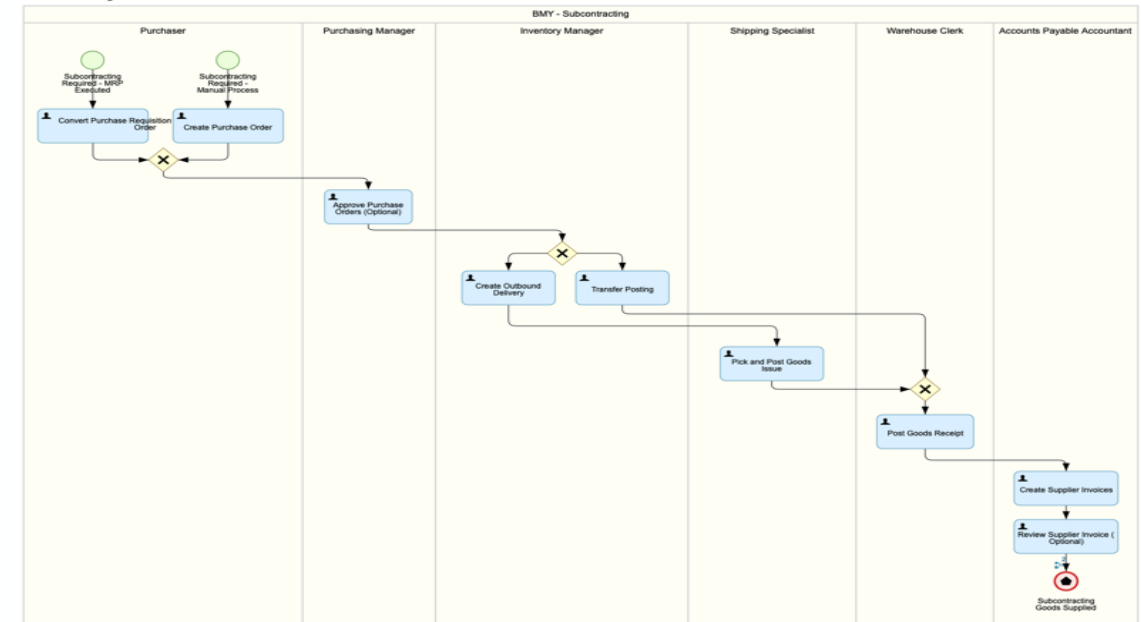 BMY - Subcontracting
Purchaser
Purchasing Manager
Inventory Manager
Shipping Specialist
Warehouse Clerk
Accounts Payable Accountant
Subcontracting
Required - MRP
Executed
Subcontracting
Required -
Manual Process
Convert Purchase Requisition
Order
Create Purchase Order
Approve Purchase
Orders (Optional)
Create Outbound
Delivery
Transfer Posting
Pick and Post Goods
Issue
Post Goods Receipt
Create Supplier Invoices
Review Supplier Invoice (
Optional)
Subcontracting
Goods Supplied